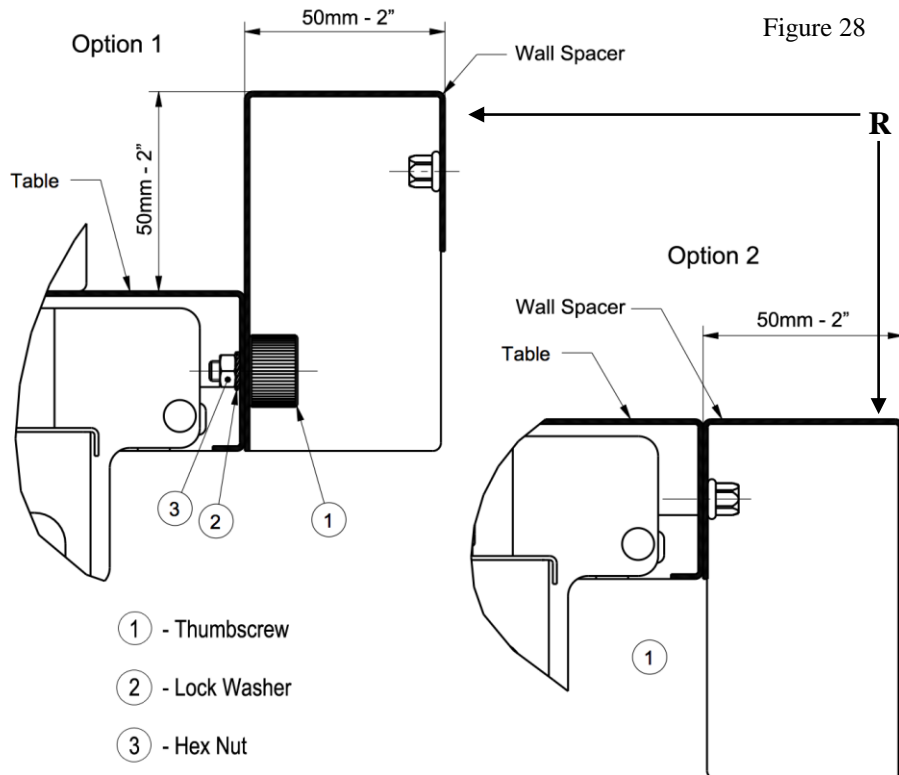 Figure 28
Option 1
50mm - 2”
Wall Spacer
R
50mm - 2”
Table
3
2
1
Option 2
Wall Spacer
50mm - 2”
Table
1
1 - Thumbscrew
2 - Lock Washer
3 - Hex Nut